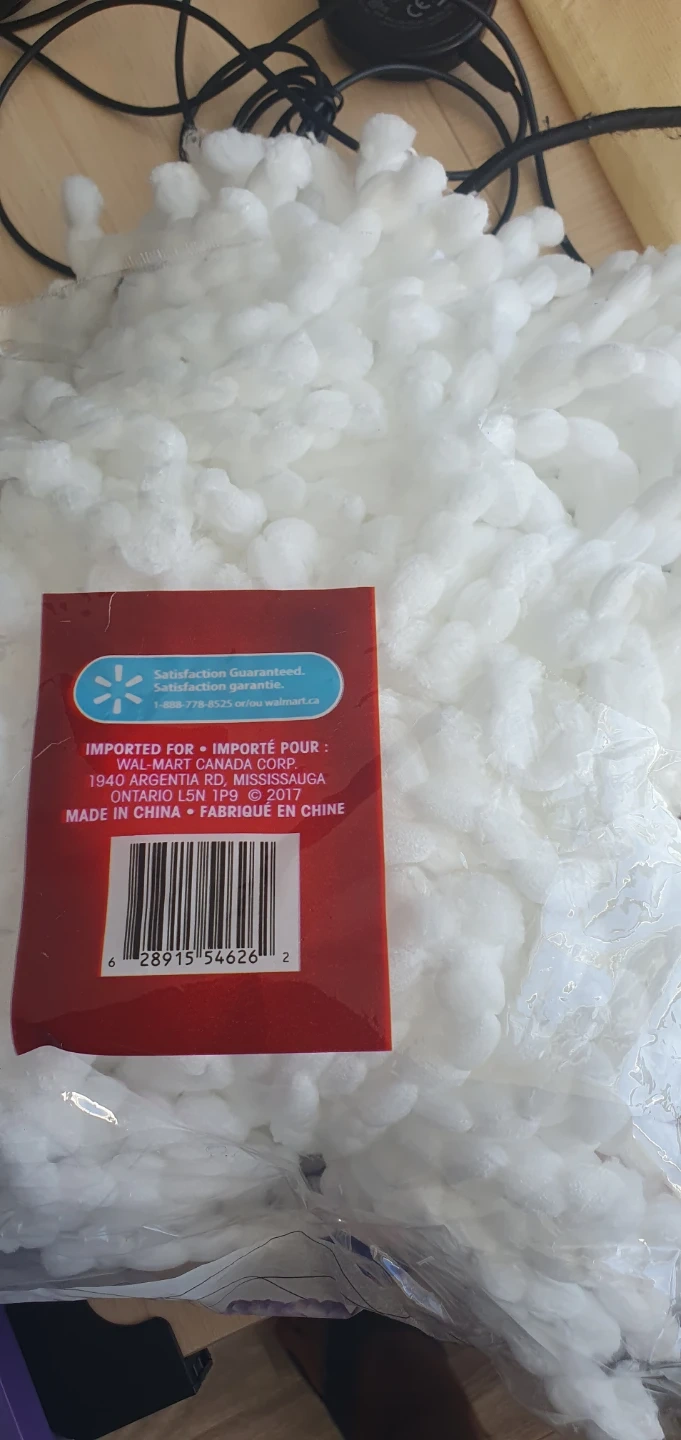 CE
Satisfaction Guaranteed.
Satisfaction garantie.
1-888-778-8525 or/ou walmart.ca
IMPORTED FOR • IMPORTÉ POUR :
WAL-MART CANADA CORP.
1940 ARGENTIA RD, MISSISSAUGA
ONTARIO L5N 1P9 © 2017
MADE IN CHINA • FABRIQUÉ EN CHINE
6 28915 54626 2